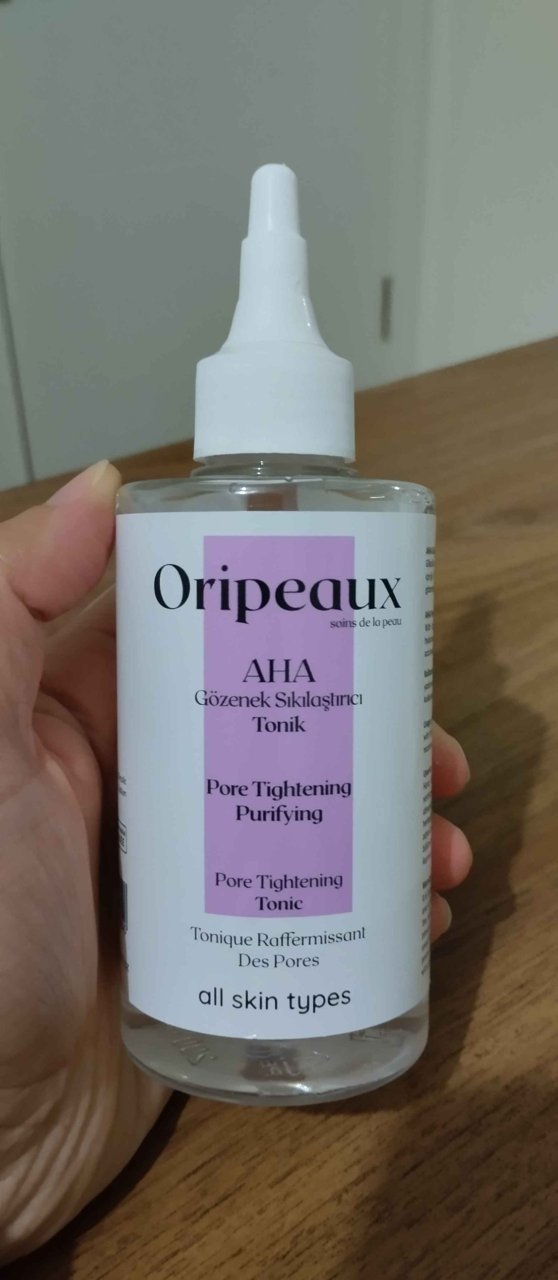 Oripeaux
soins de la peau
AHA
Gözenek Sıkılaştırıcı
Tonik
Pore Tightening
Purifying
Pore Tightening
Tonic
Tonique Raffermissant
Des Pores
all skin types